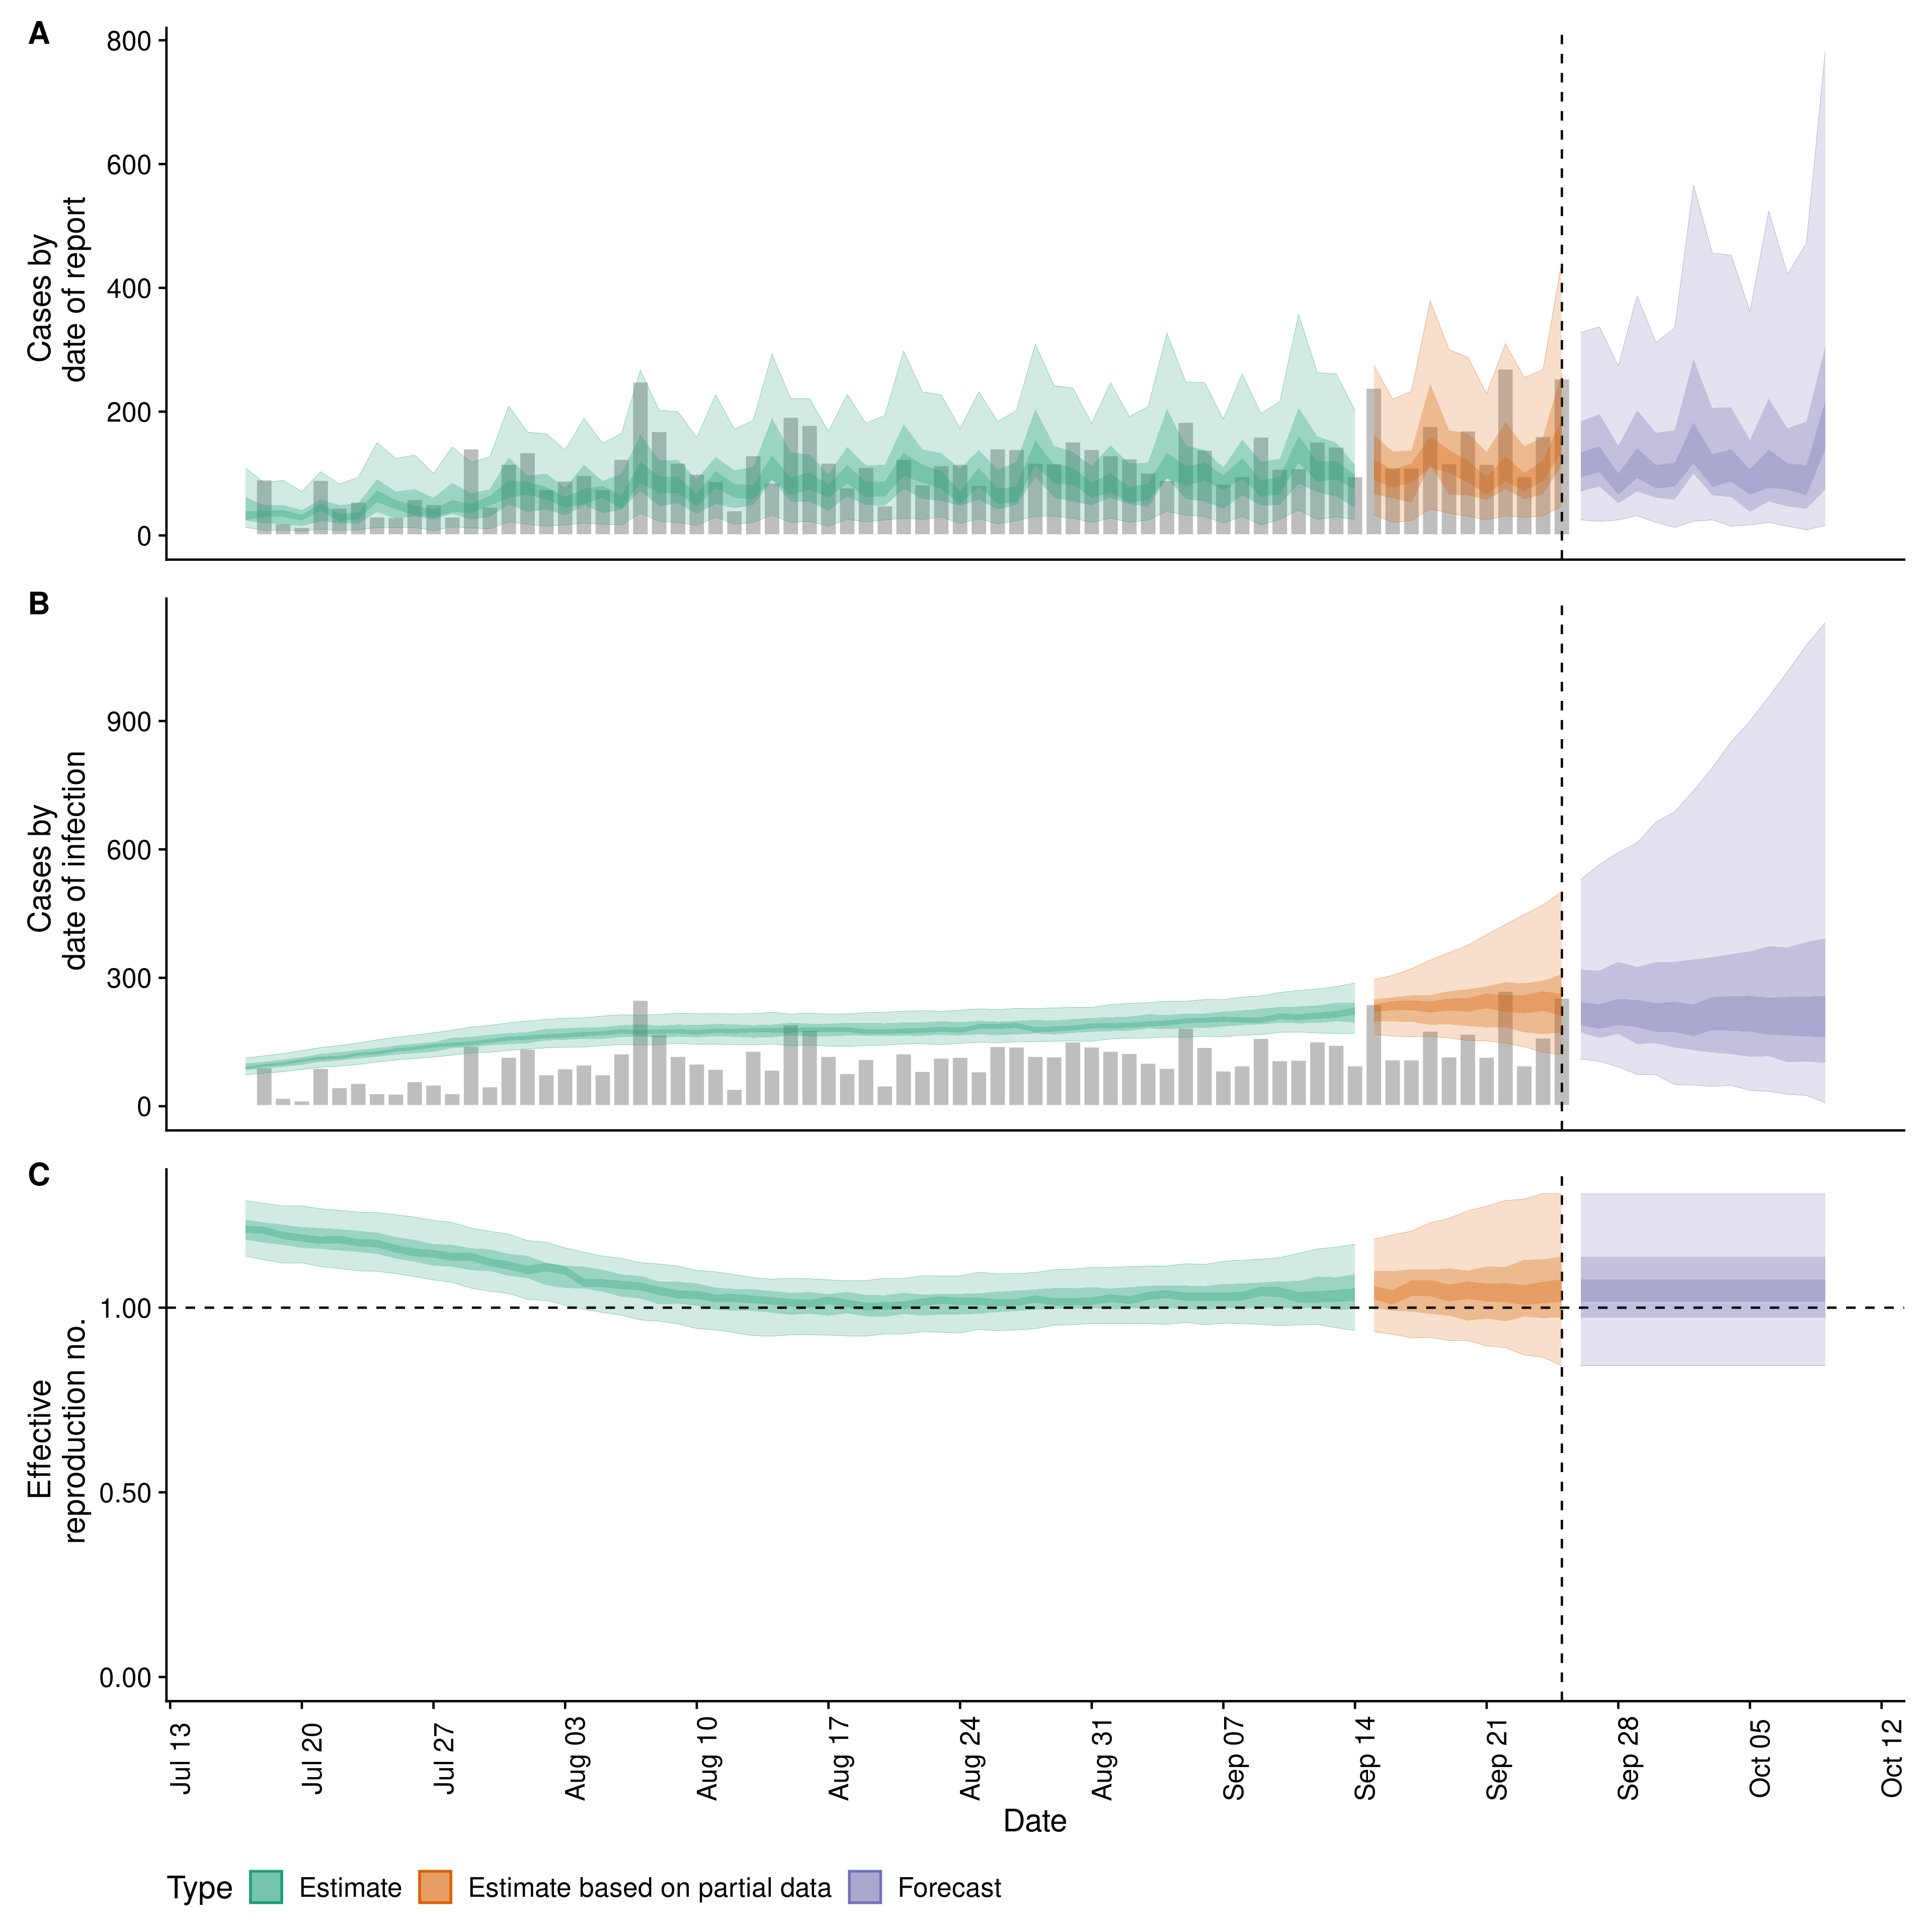 A
Cases by
date of report
800
600
400
200
0
B
Cases by
date of infection
900
600
300
0
C
Effective
reproduction no.
1.00
0.50
0.00
Jul 13
Jul 20
Jul 27
Aug 03
Aug 10
Aug 17
Aug 24
Aug 31
Sep 07
Sep 14
Sep 21
Sep 28
Oct 05
Oct 12
Date
Type Estimate Estimate based on partial data Forecast